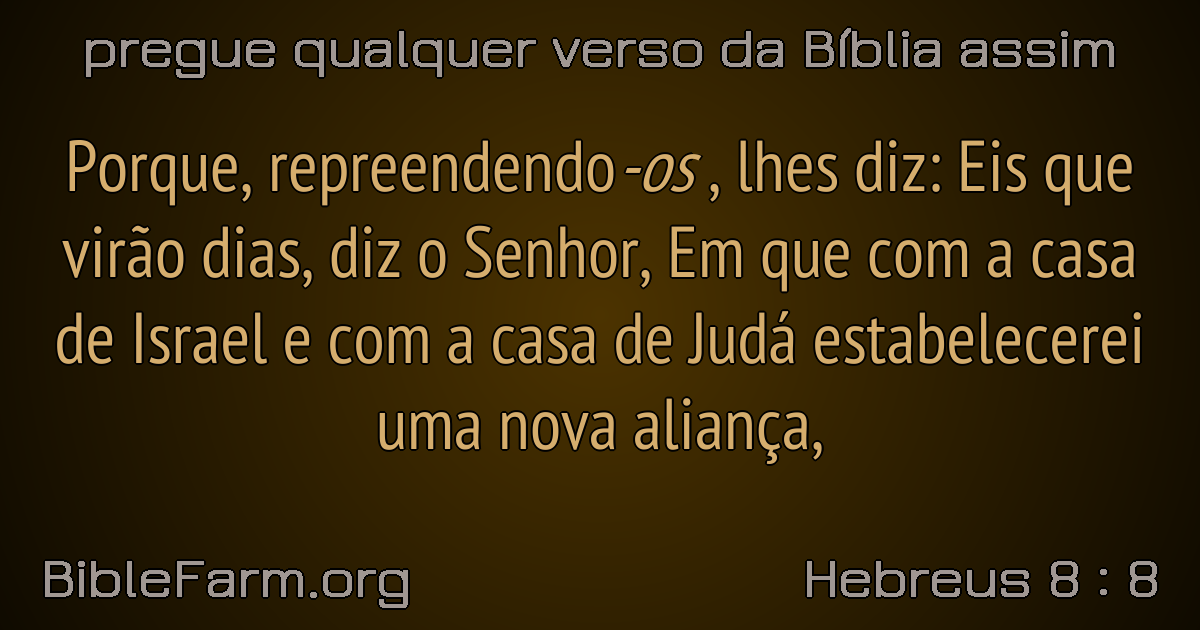 pregue qualquer verso da Bíblia assim
Porque, repreendendo-os , lhes diz: Eis que
virão dias, diz o Senhor, Em que com a casa
de Israel e com a casa de Judá estabelecerei
uma nova aliança,
BibleFarm.org
Hebreus 8 : 8